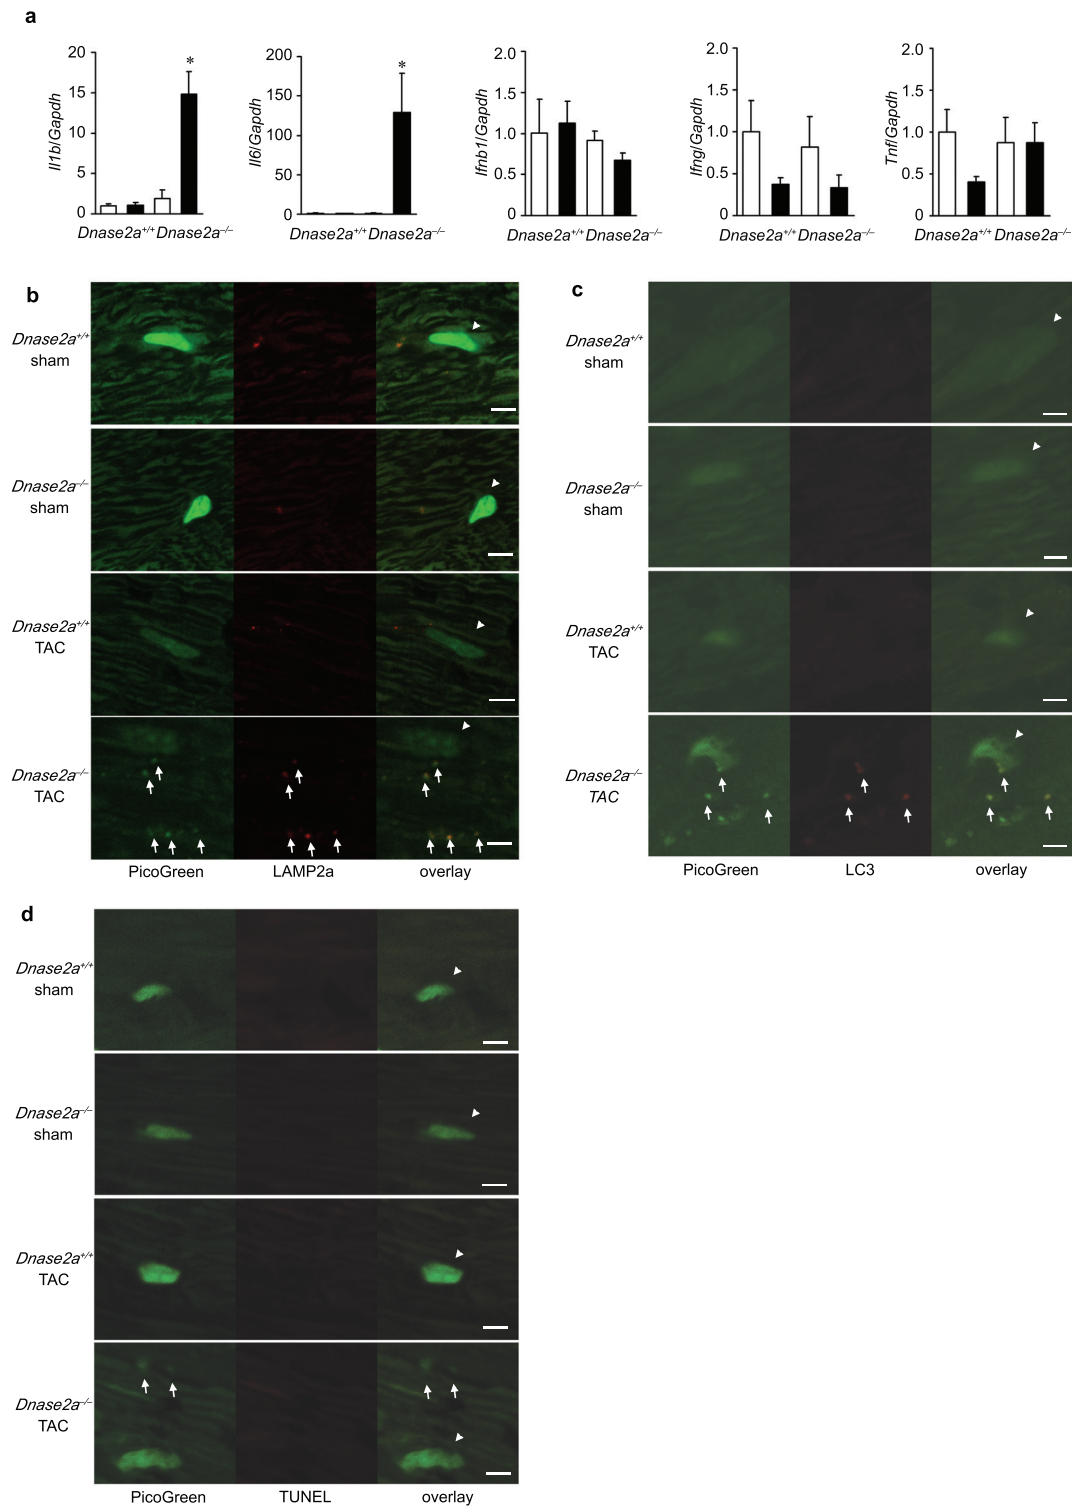 a
20
15
10
5
0
Il1b/Gapdh
*
Dnase2a+/+ Dnase2a–/–
200
150
100
50
0
Il6/Gapdh
*
Dnase2a+/+ Dnase2a–/–
2.0
1.5
1.0
0.5
0
Ifnb1/Gapdh
Dnase2a+/+ Dnase2a–/–
2.0
1.5
1.0
0.5
0
Ifng/Gapdh
Dnase2a+/+ Dnase2a–/–
2.0
1.5
1.0
0.5
0
Tnf/Gapdh
Dnase2a+/+ Dnase2a–/–
b
Dnase2a+/+
sham
Dnase2a–/–
sham
Dnase2a+/+
TAC
Dnase2a–/–
TAC
PicoGreen LAMP2a overlay
c
Dnase2a+/+
sham
Dnase2a–/–
sham
Dnase2a+/+
TAC
Dnase2a–/–
TAC
PicoGreen LC3 overlay
d
Dnase2a+/+
sham
Dnase2a–/–
sham
Dnase2a+/+
TAC
Dnase2a–/–
TAC
PicoGreen TUNEL overlay